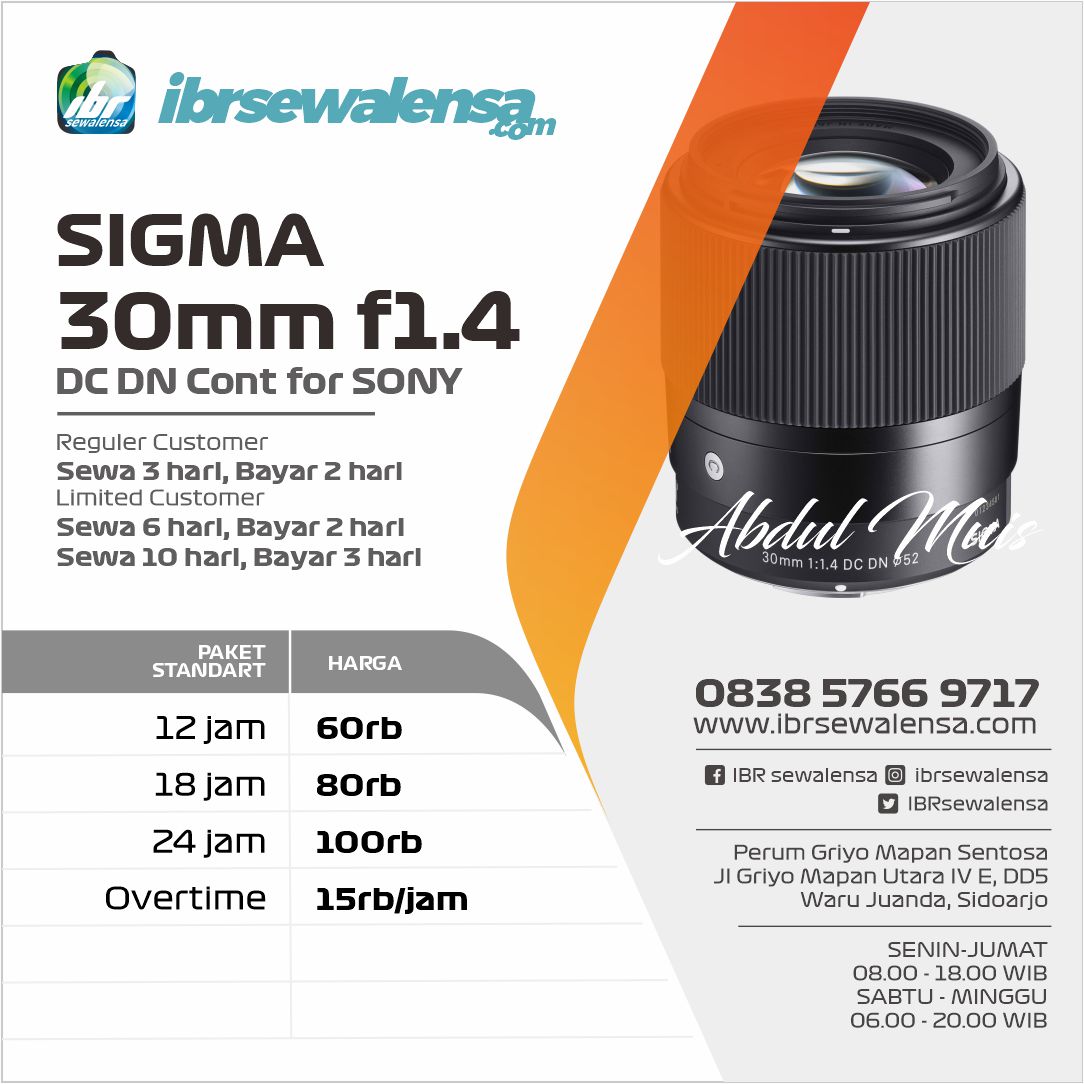 ibr
sewalensa
ibrsewalensa
.com
SIGMA
30mm f1.4
DC DN Cont for SONY
Reguler Customer
Sewa 3 hari, Bayar 2 hari
Limited Customer
Sewa 6 hari, Bayar 2 hari
Sewa 10 hari, Bayar 3 hari
PAKET
STANDART
HARGA
12 jam 60rb
18 jam 80rb
24 jam 100rb
Overtime 15rb/jam
C
Abdul Muis
30mm 1:1.4 DC DN Ø52
0838 5766 9717
www.ibrsewalensa.com
IBR sewalensa ibrsewalensa
IBRsewalensa
Perum Griyo Mapan Sentosa
Jl Griyo Mapan Utara IV E, DD5
Waru Juanda, Sidoarjo
SENIN-JUMAT
08.00 - 18.00 WIB
SABTU - MINGGU
06.00 - 20.00 WIB